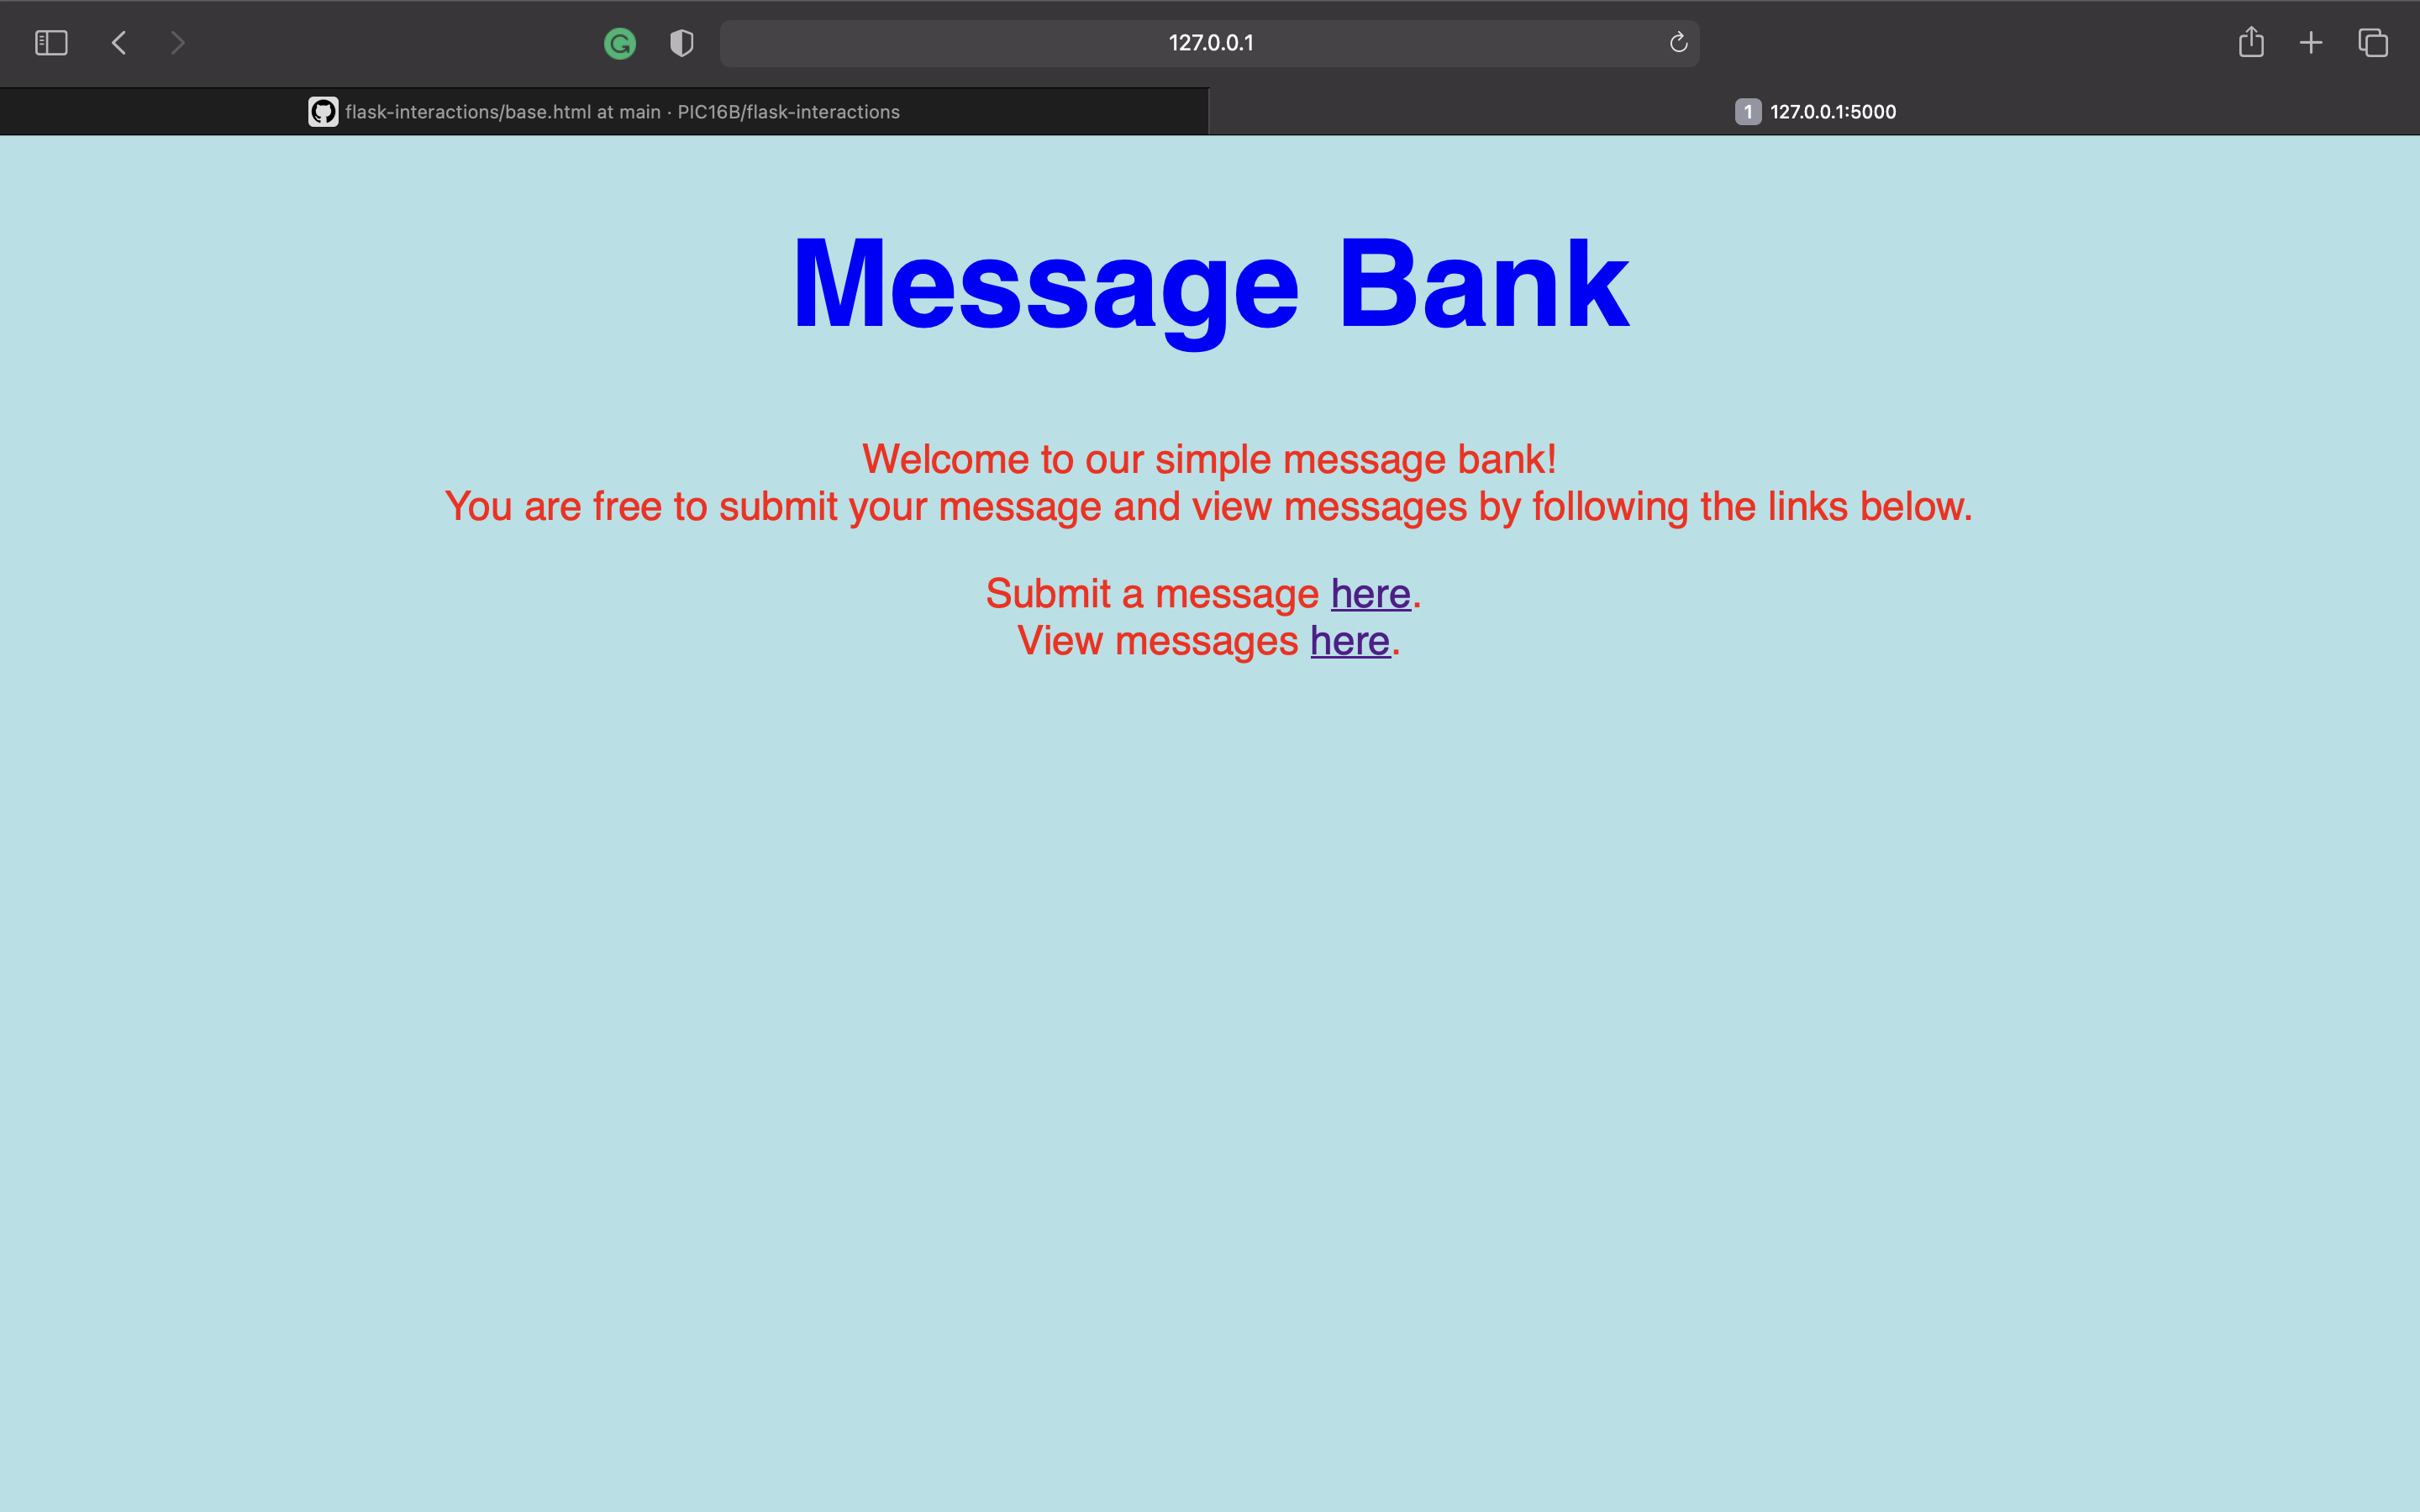 127.0.0.1
flask-interactions/base.html at main · PIC16B/flask-interactions
1 127.0.0.1:5000
Message Bank
Welcome to our simple message bank!
You are free to submit your message and view messages by following the links below.
Submit a message here.
View messages here.